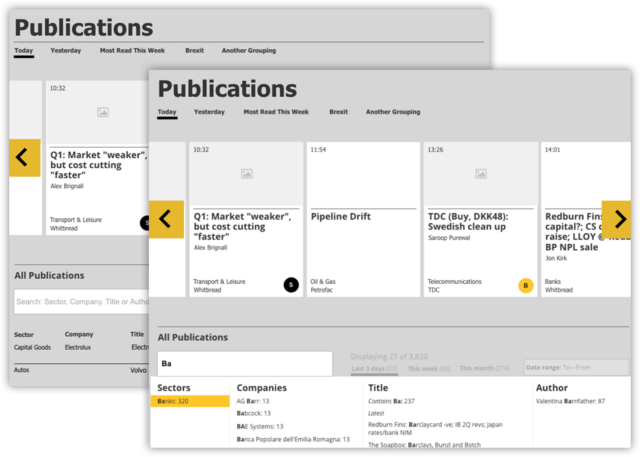 Publications
Today Yesterday Most Read This Week Brexit Another Grouping
10:32
Q1: Market "weaker",
but cost cutting
"faster"
Alex Brignall
Transport & Leisure
Whitbread
S
All Publications
Search: Sector, Company, Title or Autho
Sector Company Title
Capital Goods Electrolux Electr
Autos Volvo
Publications
Today Yesterday Most Read This Week Brexit Another Grouping
10:32
Q1: Market "weaker",
but cost cutting
"faster"
Alex Brignall
Transport & Leisure
Whitbread
S
11:54
Pipeline Drift
Oil & Gas
Petrofac
13:26
TDC (Buy, DKK48):
Swedish clean up
Saroop Purewal
Telecommunications
TDC
B
14:01
Redburn Fins:
capital?; CS
raise; LLOY @
BP NPL sale
Jon Kirk
Banks
Whitbread
All Publications
Ba
Displaying 27 of 3,820
Last 3 days (27) This week (45) This month (274)
Date range: To—From
Sectors
Banks: 320
Companies
AG Barr: 13
Babcock: 13
BAE Systems: 13
Banca Popolare dell'Emilia Romagna: 13
Title
Contains Ba: 237
Latest
Redburn Fins: Barclaycard -ve; IB 2Q revs; Japan
rates/bank NIM
The Soapbox: Barclays, Bunzl and Botch
Author
Valentina Barnfather: 87